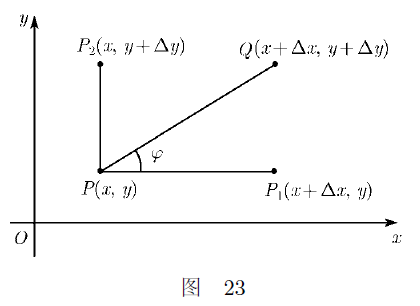 y
P₂(x, y+Δy)
Q(x+Δx, y+Δy)
φ
P(x, y)
P₁(x+Δx, y)
O
x
图 23